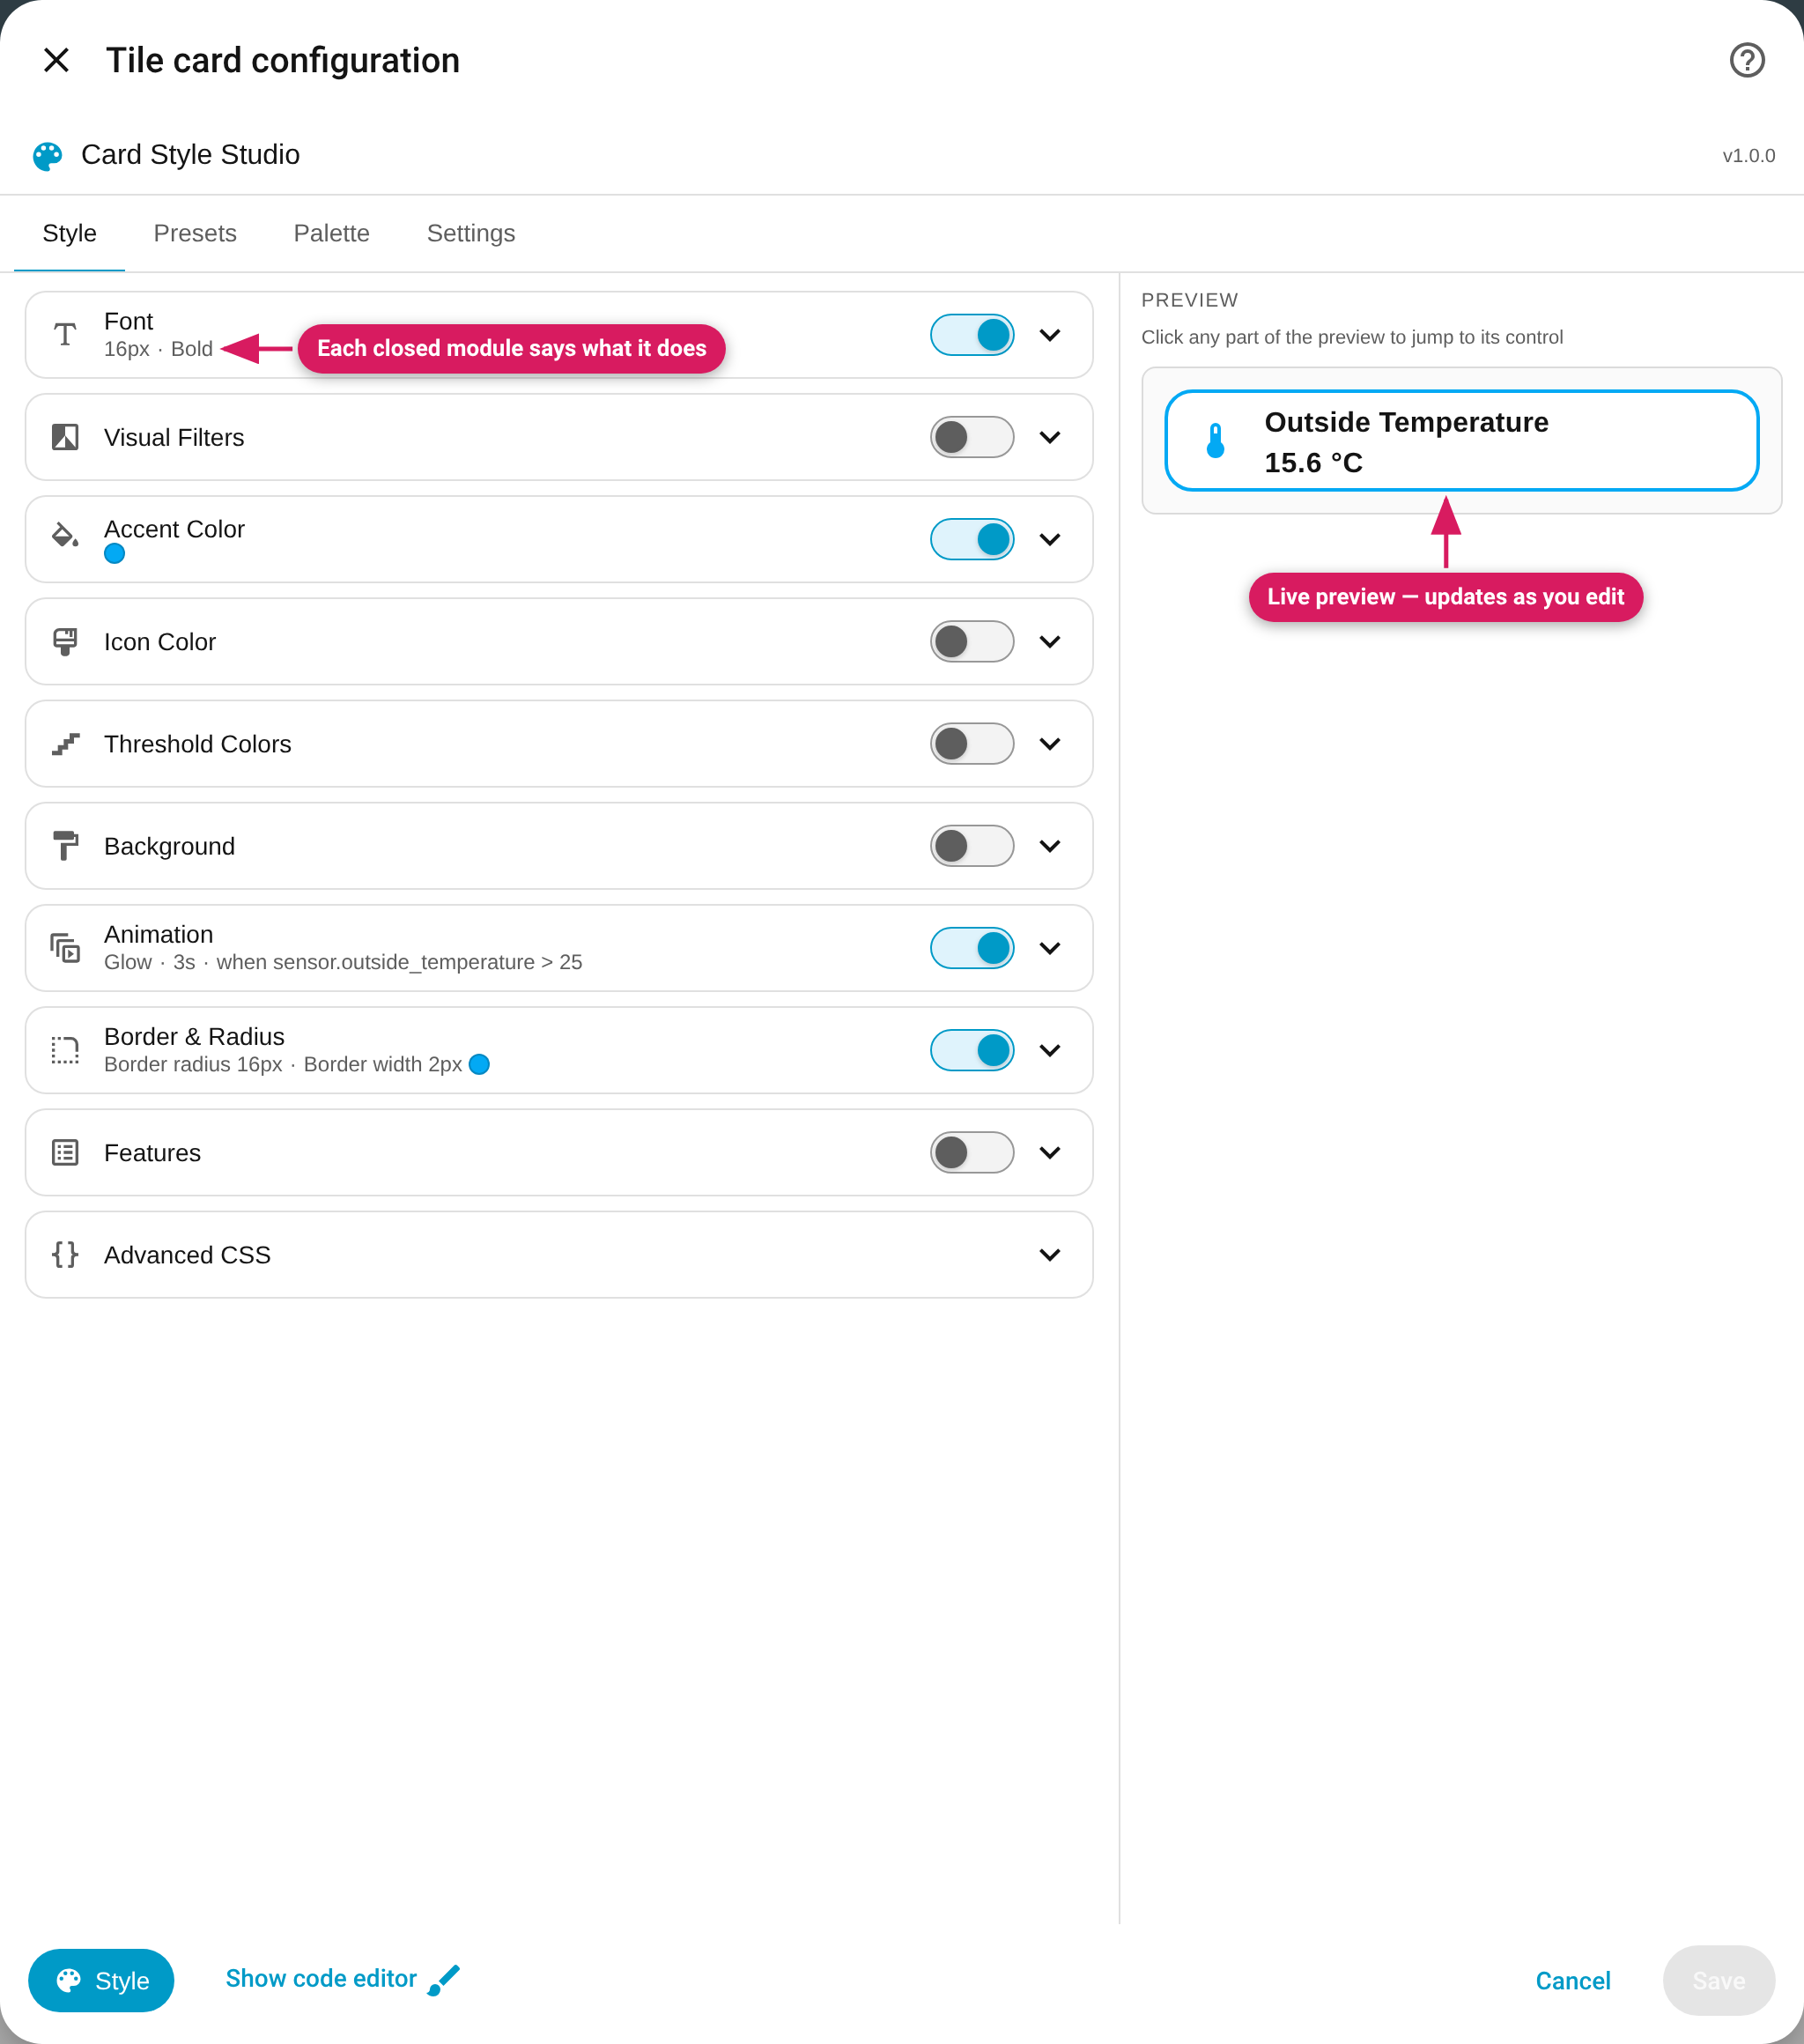 Tile card configuration
Card Style Studio
v1.0.0
Style
Presets
Palette
Settings
Font
16px · Bold
Each closed module says what it does
Visual Filters
Accent Color
Icon Color
Threshold Colors
Background
Animation
Glow · 3s · when sensor.outside_temperature > 25
Border & Radius
Border radius 16px · Border width 2px
Features
Advanced CSS
PREVIEW
Click any part of the preview to jump to its control
Outside Temperature
15.6 °C
Live preview — updates as you edit
Style
Show code editor
Cancel
Save